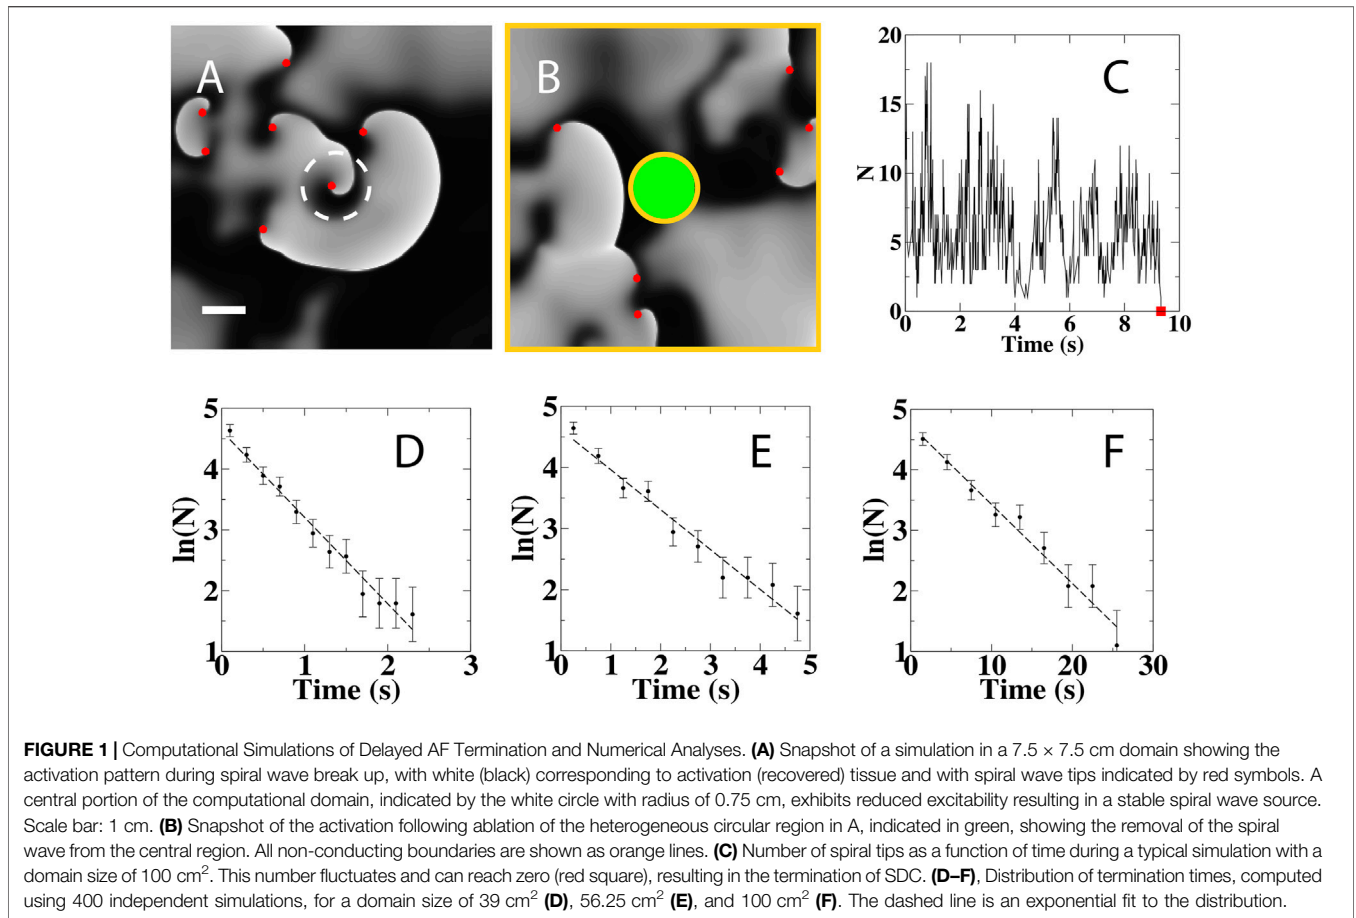 A
B
C
20
15
10
5
0
N
0
2
4
6
8
10
Time (s)
D
5
4
3
2
1
ln(N)
0
1
2
3
Time (s)
E
5
4
3
2
1
ln(N)
0
1
2
3
4
5
Time (s)
F
5
4
3
2
1
ln(N)
0
10
20
30
Time (s)
FIGURE 1 | Computational Simulations of Delayed AF Termination and Numerical Analyses. (A) Snapshot of a simulation in a 7.5 × 7.5 cm domain showing the
activation pattern during spiral wave break up, with white (black) corresponding to activation (recovered) tissue and with spiral wave tips indicated by red symbols. A
central portion of the computational domain, indicated by the white circle with radius of 0.75 cm, exhibits reduced excitability resulting in a stable spiral wave source.
Scale bar: 1 cm. (B) Snapshot of the activation following ablation of the heterogeneous circular region in A, indicated in green, showing the removal of the spiral
wave from the central region. All non-conducting boundaries are shown as orange lines. (C) Number of spiral tips as a function of time during a typical simulation with a
domain size of 100 cm². This number fluctuates and can reach zero (red square), resulting in the termination of SDC. (D–F), Distribution of termination times, computed
using 400 independent simulations, for a domain size of 39 cm² (D), 56.25 cm² (E), and 100 cm² (F). The dashed line is an exponential fit to the distribution.